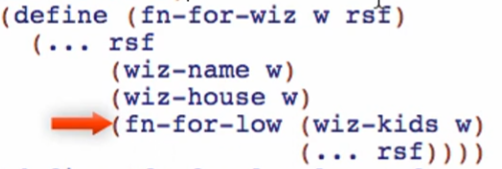 (define (fn-for-wiz w rsf)
(... rsf
(wiz-name w)
(wiz-house w)
(fn-for-low (wiz-kids w)
(... rsf))))